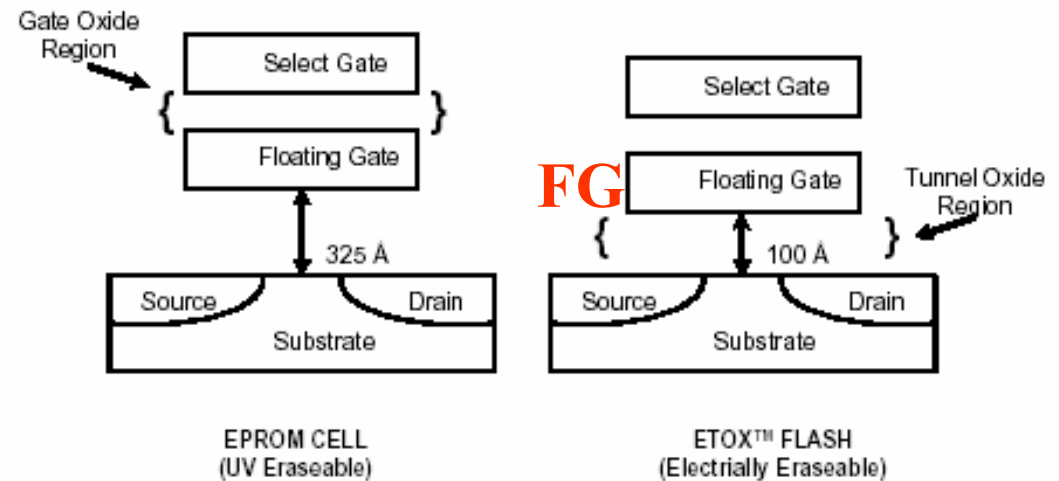 Gate Oxide
Region
Select Gate
{
}
Floating Gate
325 Å
Source
Drain
Substrate
EPROM CELL
(UV Eraseable)
Select Gate
FG
Floating Gate
Tunnel Oxide
Region
{
}
100 Å
Source
Drain
Substrate
ETOX™ FLASH
(Electrially Eraseable)